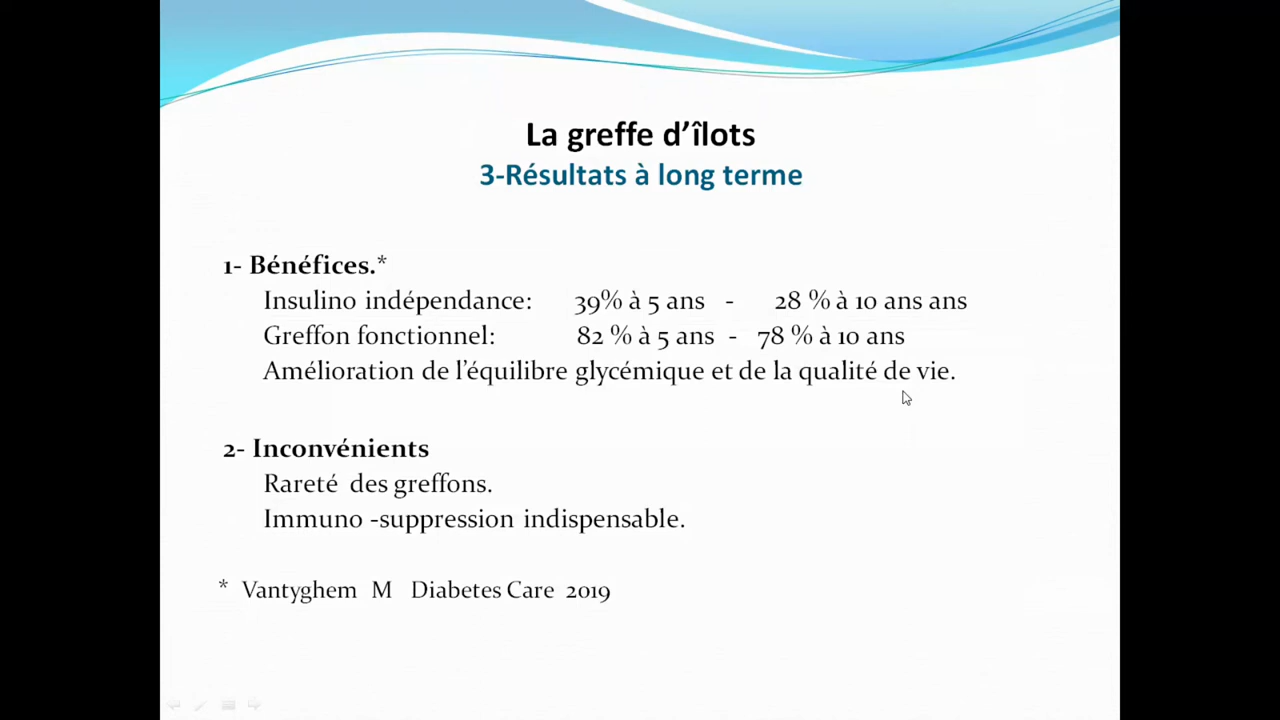 La greffe d’îlots
3-Résultats à long terme
1- Bénéfices.*
Insulino indépendance: 39% à 5 ans - 28 % à 10 ans ans
Greffon fonctionnel: 82 % à 5 ans - 78 % à 10 ans
Amélioration de l’équilibre glycémique et de la qualité de vie.
2- Inconvénients
Rareté des greffons.
Immuno -suppression indispensable.
* Vantyghem M Diabetes Care 2019